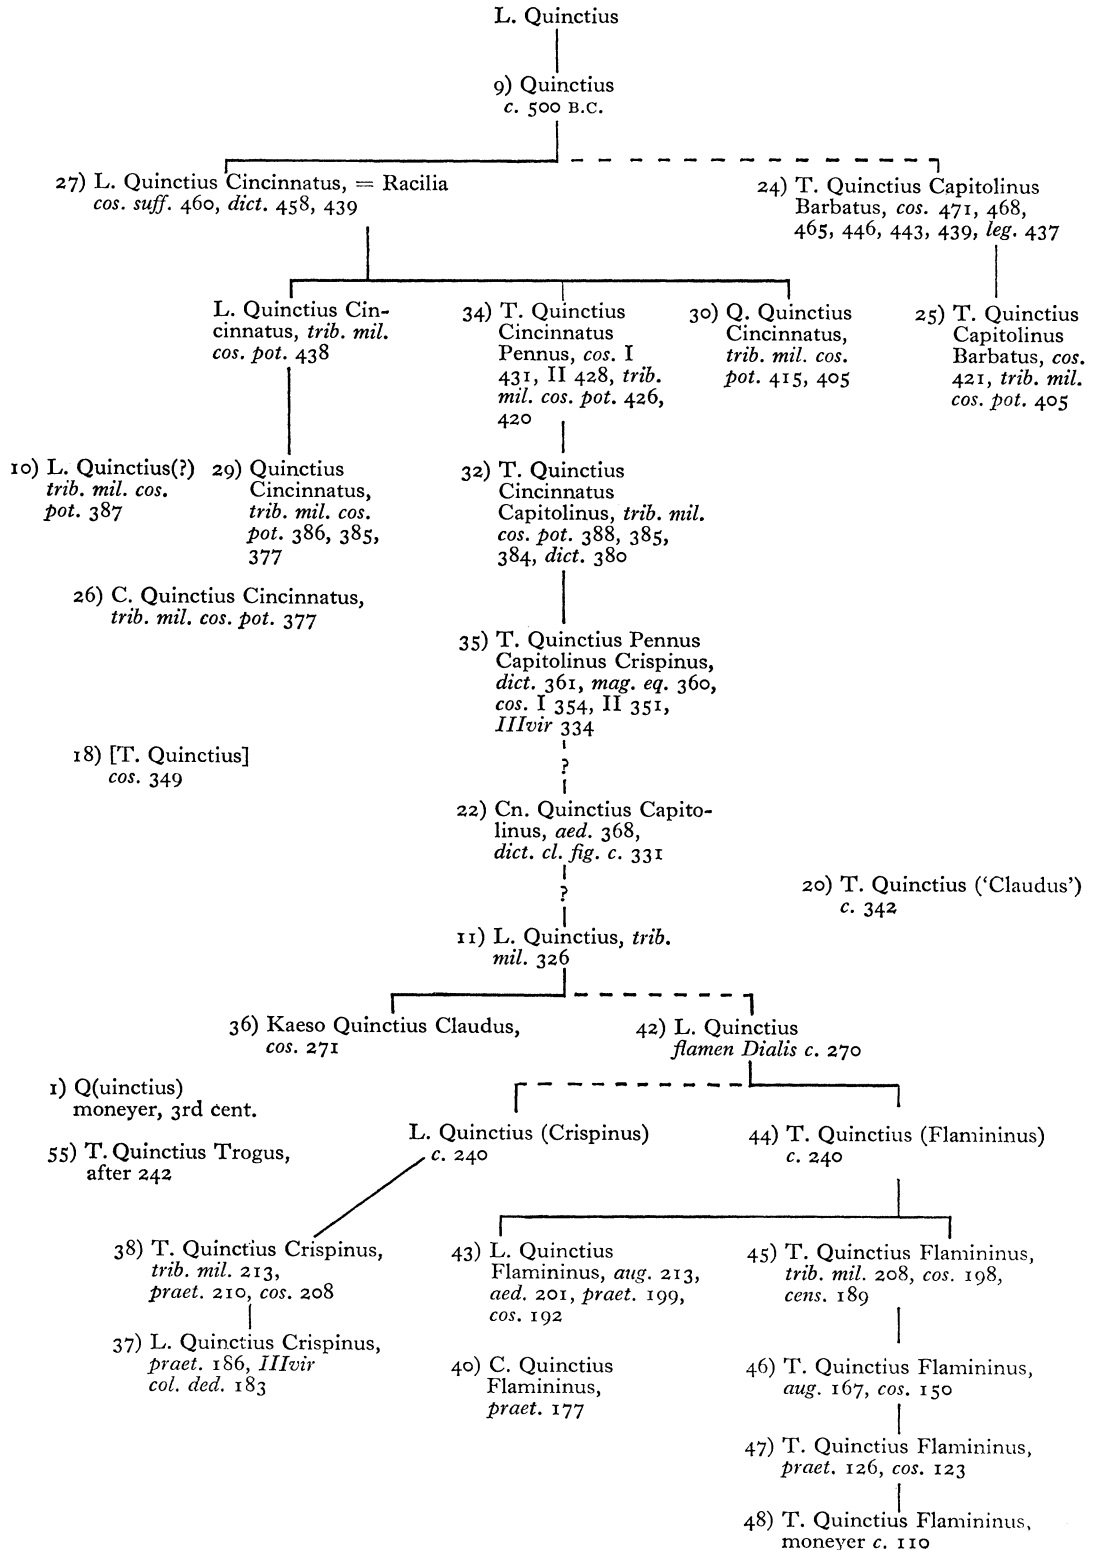 L. Quinctius
9) Quinctius
c. 500 B.C.
27) L. Quinctius Cincinnatus, = Racilia
cos. suff. 460, dict. 458, 439
24) T. Quinctius Capitolinus
Barbatus, cos. 471, 468,
465, 446, 443, 439, leg. 437
L. Quinctius Cin-
cinnatus, trib. mil.
cos. pot. 438
34) T. Quinctius
Cincinnatus
Pennus, cos. I
431, II 428, trib.
mil. cos. pot. 426,
420
30) Q. Quinctius
Cincinnatus,
trib. mil. cos.
pot. 415, 405
25) T. Quinctius
Capitolinus
Barbatus, cos.
421, trib. mil.
cos. pot. 405
10) L. Quinctius(?)
trib. mil. cos.
pot. 387
29) Quinctius
Cincinnatus,
trib. mil. cos.
pot. 386, 385,
377
32) T. Quinctius
Cincinnatus
Capitolinus, trib. mil.
cos. pot. 388, 385,
384, dict. 380
26) C. Quinctius Cincinnatus,
trib. mil. cos. pot. 377
35) T. Quinctius Pennus
Capitolinus Crispinus,
dict. 361, mag. eq. 360,
cos. I 354, II 351,
IIIvir 334
18) [T. Quinctius]
cos. 349
?
22) Cn. Quinctius Capito-
linus, aed. 368,
dict. cl. fig. c. 331
20) T. Quinctius (‘Claudus’)
c. 342
?
11) L. Quinctius, trib.
mil. 326
36) Kaeso Quinctius Claudus,
cos. 271
42) L. Quinctius
flamen Dialis c. 270
1) Q(uinctius)
moneyer, 3rd cent.
55) T. Quinctius Trogus,
after 242
L. Quinctius (Crispinus)
c. 240
44) T. Quinctius (Flamininus)
c. 240
38) T. Quinctius Crispinus,
trib. mil. 213,
praet. 210, cos. 208
43) L. Quinctius
Flamininus, aug. 213,
aed. 201, praet. 199,
cos. 192
45) T. Quinctius Flamininus,
trib. mil. 208, cos. 198,
cens. 189
37) L. Quinctius Crispinus,
praet. 186, IIIvir
col. ded. 183
40) C. Quinctius
Flamininus,
praet. 177
46) T. Quinctius Flamininus,
aug. 167, cos. 150
47) T. Quinctius Flamininus,
praet. 126, cos. 123
48) T. Quinctius Flamininus,
moneyer c. 110